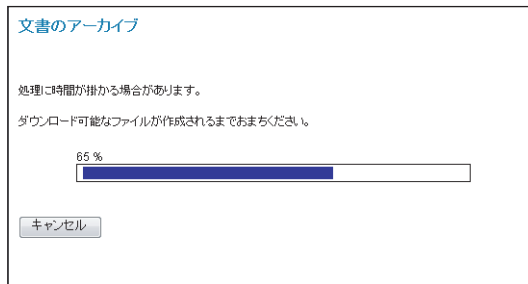 文書のアーカイブ
処理に時間が掛かる場合があります。
ダウンロード可能なファイルが作成されるまでおまちください。
65 %
キャンセル